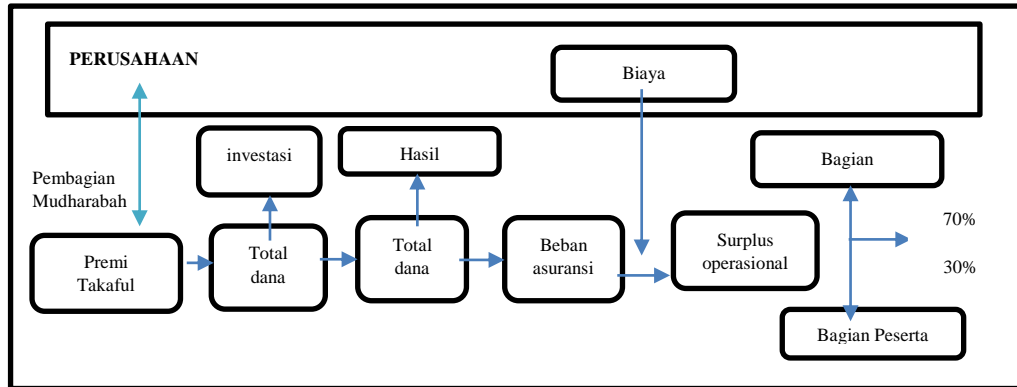 PERUSAHAAN
Biaya
investasi
Hasil
Bagian
Pembagian
Mudharabah
70%
30%
Premi
Takaful
Total
dana
Total
dana
Beban
asuransi
Surplus
operasional
Bagian Peserta